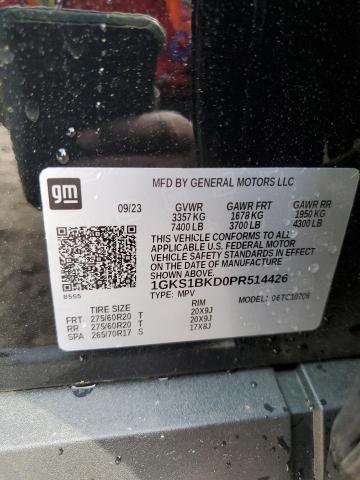 gm
MFD BY GENERAL MOTORS LLC
09/23 GVWR GAWR FRT GAWR RR
3357 KG 1678 KG 1950 KG
7400 LB 3700 LB 4300 LB
THIS VEHICLE CONFORMS TO ALL
APPLICABLE U.S. FEDERAL MOTOR
VEHICLE SAFETY STANDARDS IN EFFECT
ON THE DATE OF MANUFACTURE
SHOWN ABOVE.
1GKS1BKD0PR514426
TYPE: MPV MODEL: 06TC10706
8555
TIRE SIZE RIM
FRT 275/60R20 T 20X9J
RR 275/60R20 T 20X9J
SPA 265/70R17 S 17X8J